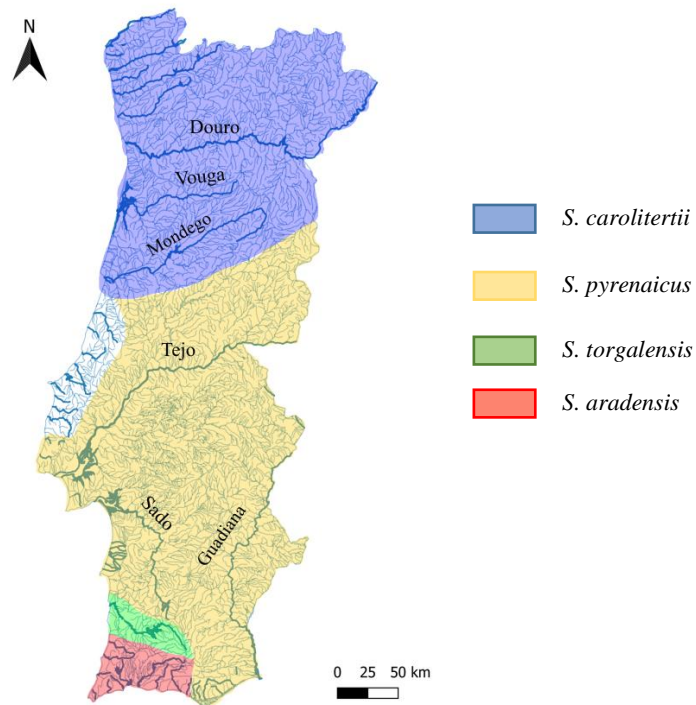 N
Douro
Vouga
Mondego
Tejo
Sado
Guadiana
S. carolitertii
S. pyrenaicus
S. torgalensis
S. aradensis
0 25 50 km